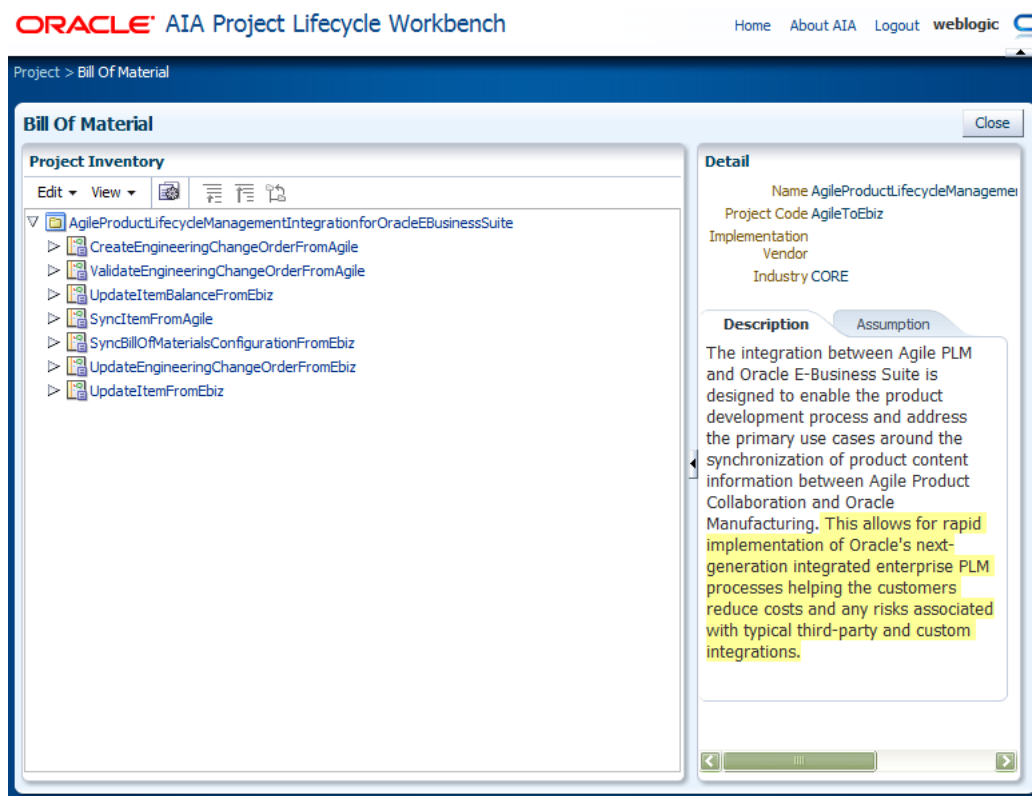 ORACLE AIA Project Lifecycle Workbench
Home About AIA Logout weblogic
Project > Bill Of Material
Bill Of Material
Close
Project Inventory
Edit View
AgileProductLifecycleManagementIntegrationforOracleEBusinessSuite
CreateEngineeringChangeOrderFromAgile
ValidateEngineeringChangeOrderFromAgile
UpdateItemBalanceFromEbiz
SyncItemFromAgile
SyncBillOfMaterialsConfigurationFromEbiz
UpdateEngineeringChangeOrderFromEbiz
UpdateItemFromEbiz
Detail
Name AgileProductLifecycleManagemen
Project Code AgileToEbiz
Implementation
Vendor
Industry CORE
Description Assumption
The integration between Agile PLM
and Oracle E-Business Suite is
designed to enable the product
development process and address
the primary use cases around the
synchronization of product content
information between Agile Product
Collaboration and Oracle
Manufacturing. This allows for rapid
implementation of Oracle's next-
generation integrated enterprise PLM
processes helping the customers
reduce costs and any risks associated
with typical third-party and custom
integrations.